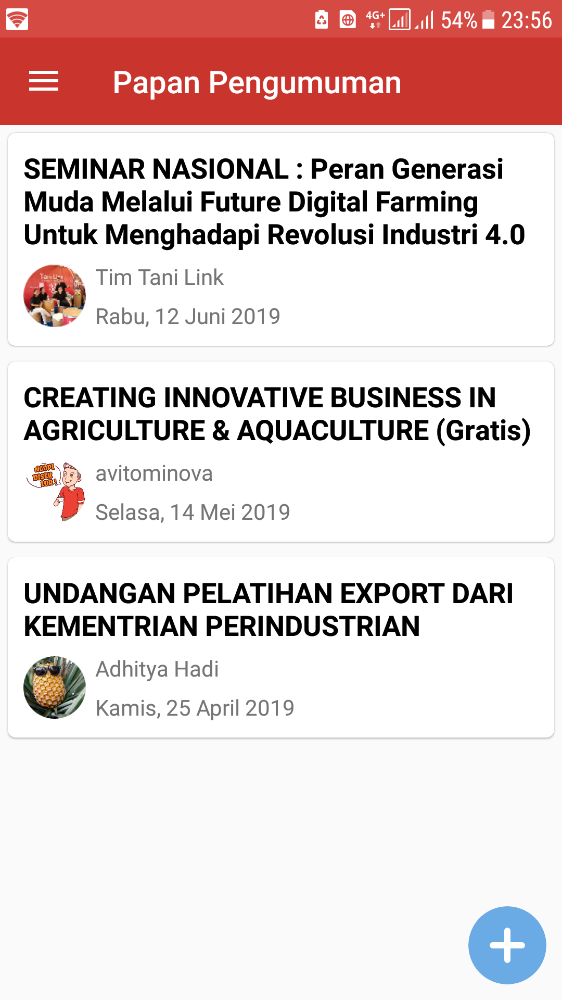 4G+ 54% 23:56
Papan Pengumuman
SEMINAR NASIONAL : Peran Generasi
Muda Melalui Future Digital Farming
Untuk Menghadapi Revolusi Industri 4.0
Tani Link
Tim Tani Link
Rabu, 12 Juni 2019
CREATING INNOVATIVE BUSINESS IN
AGRICULTURE & AQUACULTURE (Gratis)
NGOPI
DISEK
LUR!
avitominova
Selasa, 14 Mei 2019
UNDANGAN PELATIHAN EXPORT DARI
KEMENTRIAN PERINDUSTRIAN
Adhitya Hadi
Kamis, 25 April 2019